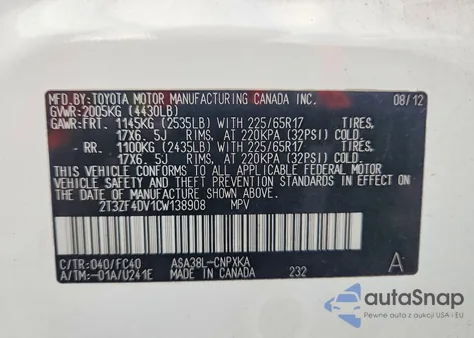 MFD.BY:TOYOTA MOTOR MANUFACTURING CANADA INC. 08/12
GVWR:2005KG (4430LB)
GAWR:FRT. 1145KG (2535LB) WITH 225/65R17 TIRES,
17X6. 5J RIMS, AT 220KPA (32PSI) COLD.
RR. 1100KG (2435LB) WITH 225/65R17 TIRES,
17X6. 5J RIMS, AT 220KPA (32PSI) COLD.
THIS VEHICLE CONFORMS TO ALL APPLICABLE FEDERAL MOTOR
VEHICLE SAFETY AND THEFT PREVENTION STANDARDS IN EFFECT ON
THE DATE OF MANUFACTURE SHOWN ABOVE.
2T3ZF4DV1CW138908 MPV
C/TR:040/FC40 ASA38L-CNPXKA
A/TM:-01A/U241E MADE IN CANADA 232 A
autoSnap
Pewne auta z aukcji USA i EU